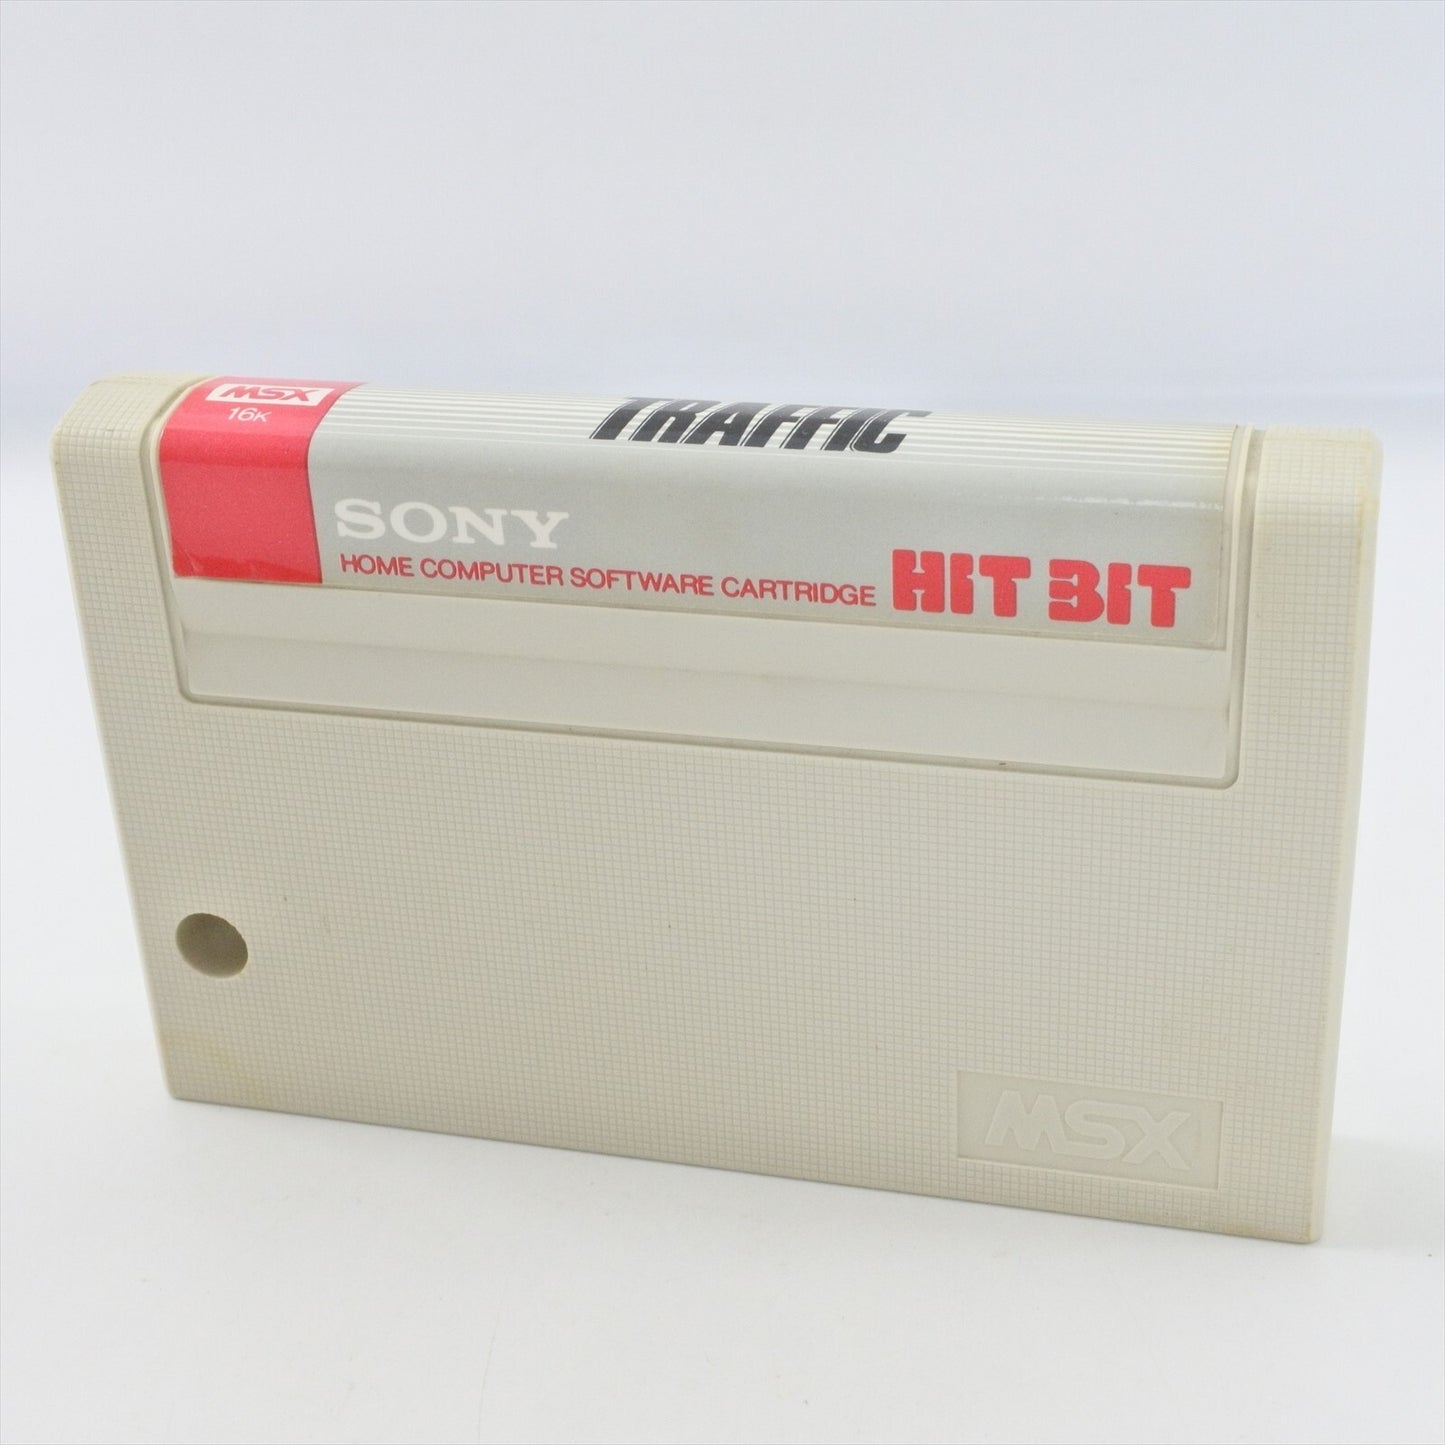 MSX
16K
TRAFFIC
SONY
HOME COMPUTER SOFTWARE CARTRIDGE HIT BIT
MSX